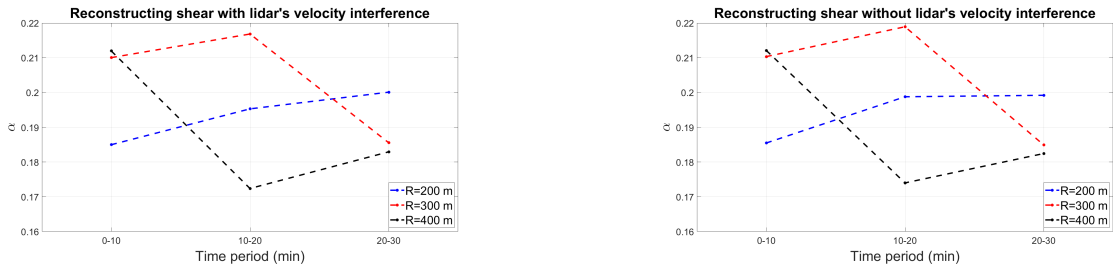 Reconstructing shear with lidar's velocity interference
0.22
0.21
0.2
0.19
0.18
0.17
0.16
α
0-10
10-20
20-30
Time period (min)
R=200 m
R=300 m
R=400 m
Reconstructing shear without lidar's velocity interference
0.22
0.21
0.2
0.19
0.18
0.17
0.16
α
0-10
10-20
20-30
Time period (min)
R=200 m
R=300 m
R=400 m